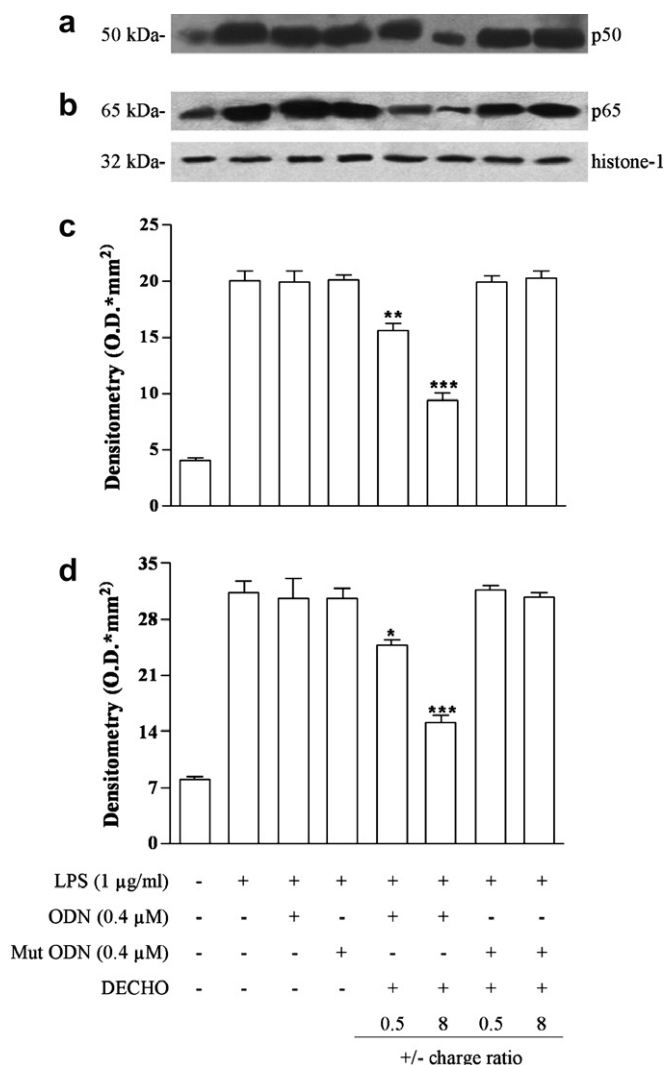 a
50 kDa- p50
b
65 kDa- p65
32 kDa- histone-1
c
Densitometry (O.D.*mm²)
25
20
15
10
5
0
**
***
d
Densitometry (O.D.*mm²)
35
31
21
14
7
0
*
***
LPS (1 µg/ml) - + + + + + + +
ODN (0.4 µM) - - + - + + - -
Mut ODN (0.4 µM) - - - + - - + +
DECHO - - - - + + + +
0.5 8 0.5 8
+/- charge ratio